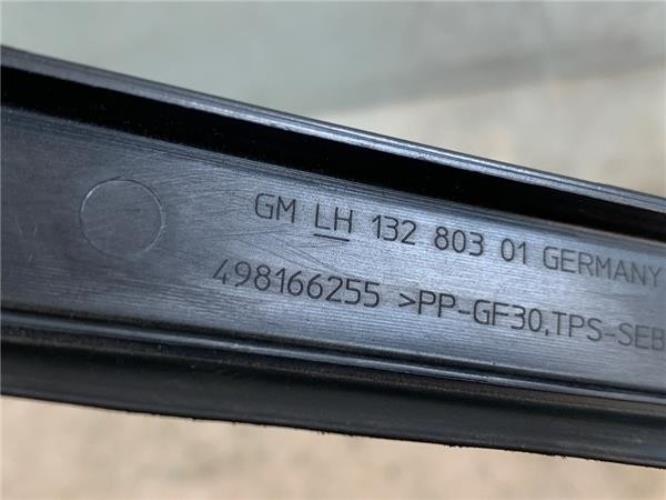 GM LH 132 803 01 GERMANY
498166255 >PP-GF30,TPS-SEB